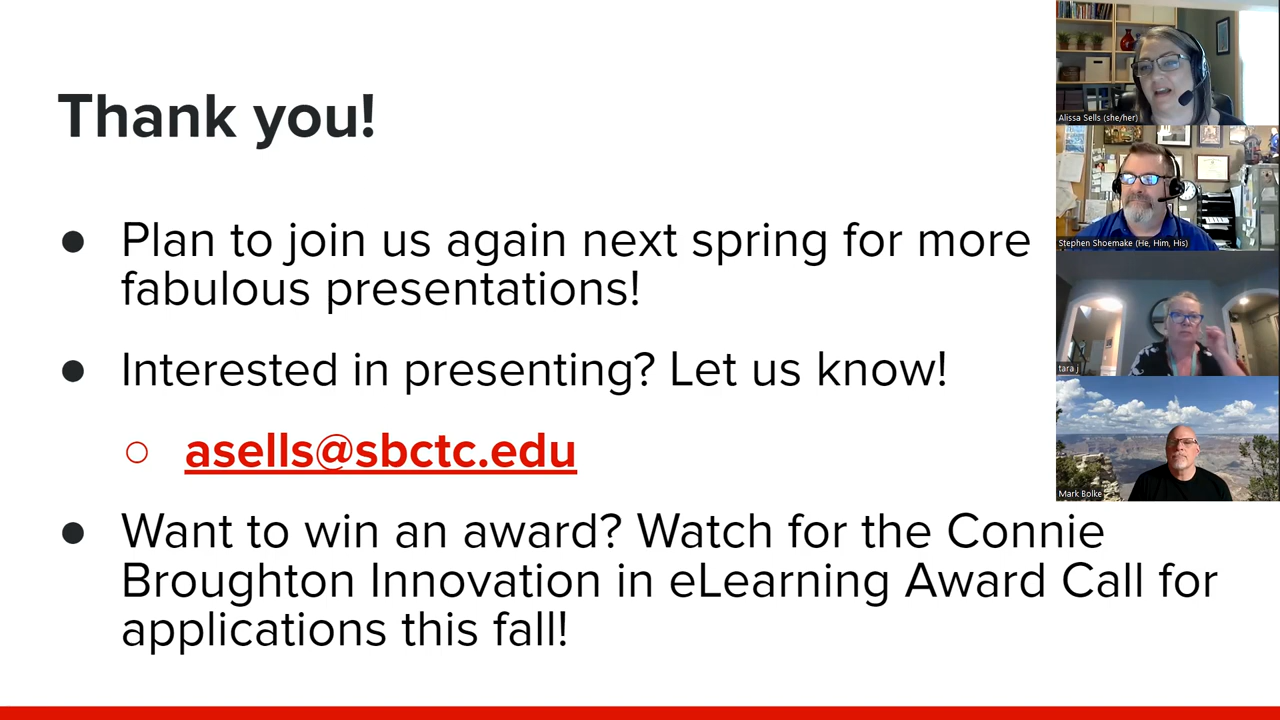 Thank you!
● Plan to join us again next spring for more
fabulous presentations!
● Interested in presenting? Let us know!
○ asells@sbctc.edu
● Want to win an award? Watch for the Connie
Broughton Innovation in eLearning Award Call for
applications this fall!
Alissa Sells (she/her)
Stephen Shoemake (He, Him, His)
tara j
Mark Bolke